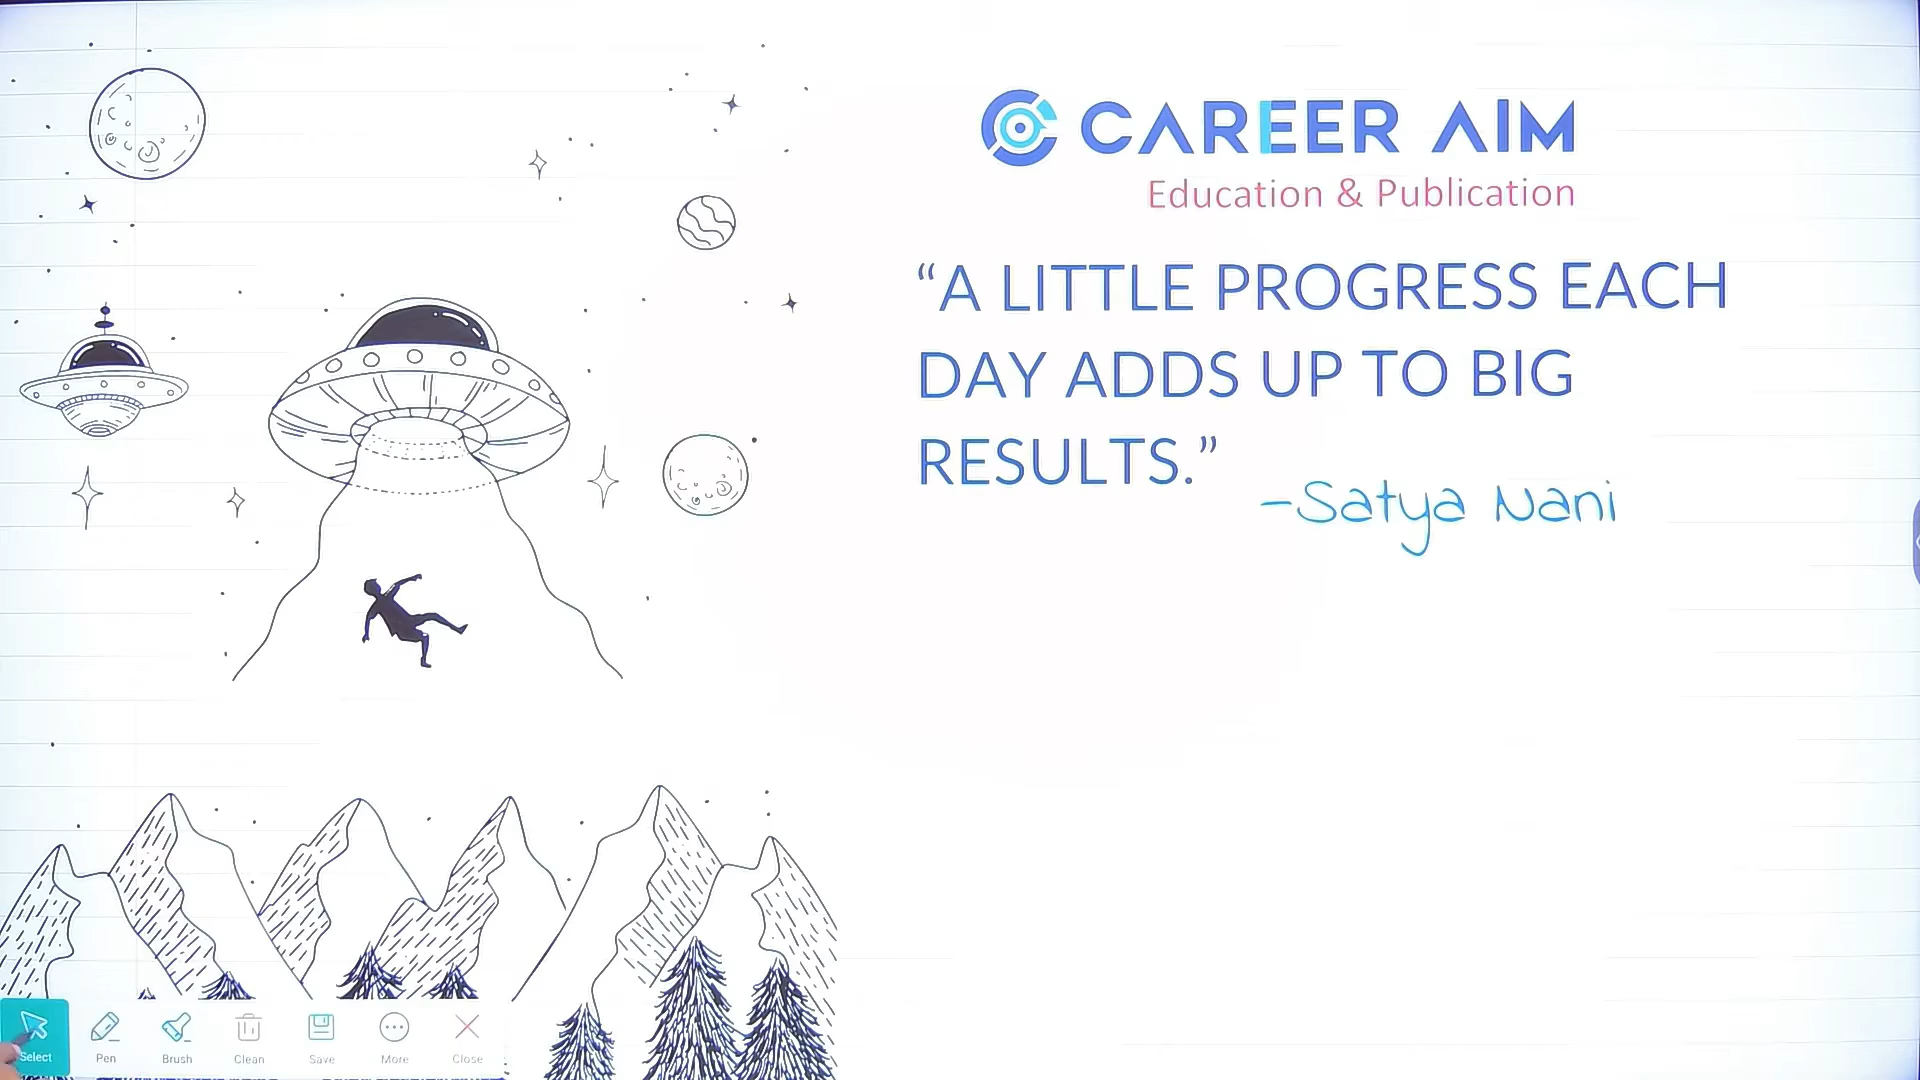 CAREER AIM
Education & Publication
“A LITTLE PROGRESS EACH
DAY ADDS UP TO BIG
RESULTS.”
-Satya Nani
Select Pen Brush Clean Save More Close